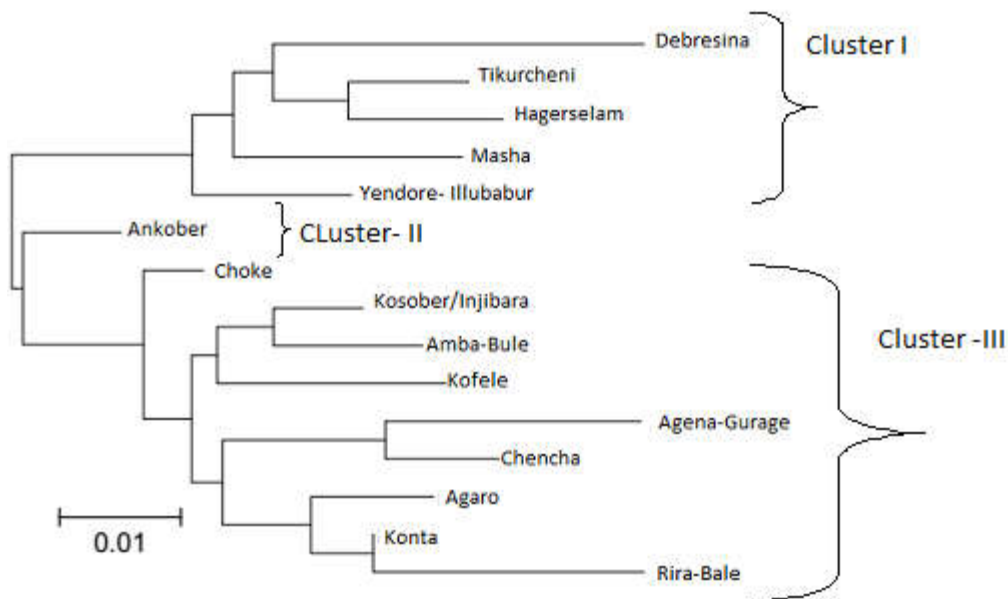 Debresina
Cluster I
Tikurcheni
Hagerselam
Masha
Yendore- Illubabur
Ankober
CLuster- II
Choke
Kosober/Injibara
Amba-Bule
Cluster -III
Kofele
Agena-Gurage
Chencha
Agaro
0.01
Konta
Rira-Bale